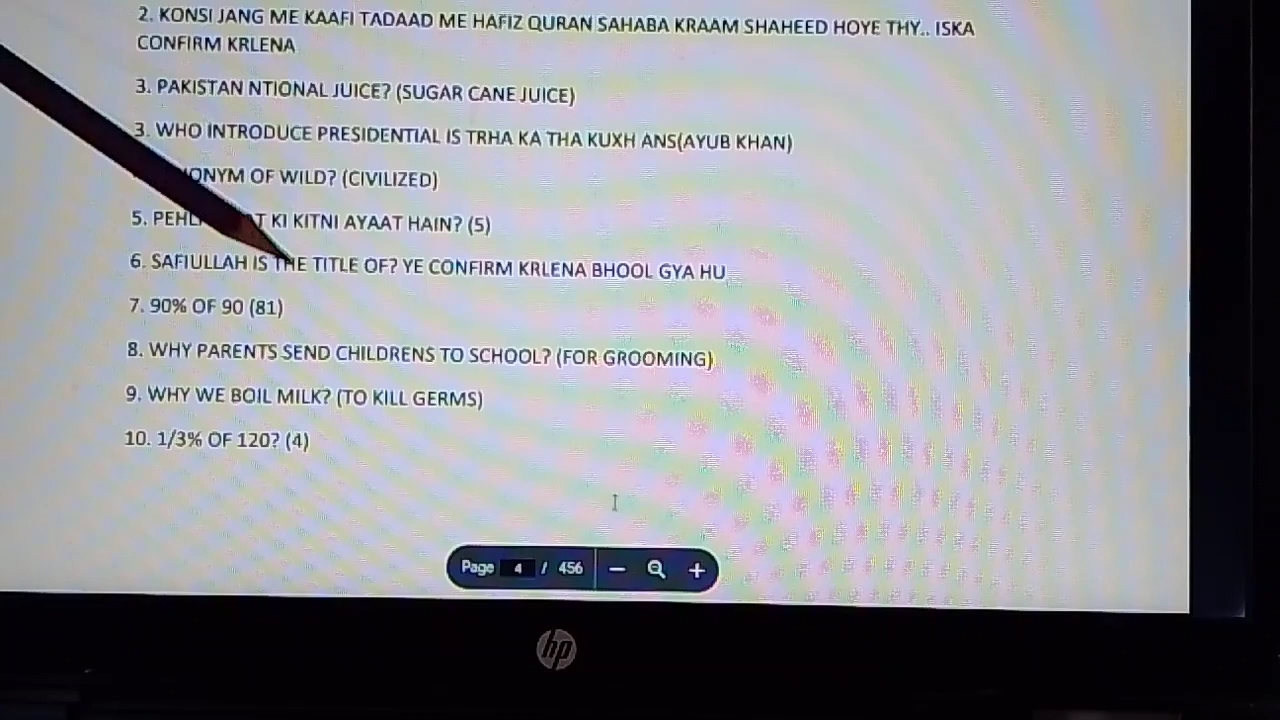 2. KONSI JANG ME KAAFI TADAAD ME HAFIZ QURAN SAHABA KRAAM SHAHEED HOYE THY.. ISKA
CONFIRM KRLENA
3. PAKISTAN NTIONAL JUICE? (SUGAR CANE JUICE)
3. WHO INTRODUCE PRESIDENTIAL IS TRHA KA THA KUXH ANS(AYUB KHAN)
ONYM OF WILD? (CIVILIZED)
5. PEHL T KI KITNI AYAAT HAIN? (5)
6. SAFIULLAH IS THE TITLE OF? YE CONFIRM KRLENA BHOOL GYA HU
7. 90% OF 90 (81)
8. WHY PARENTS SEND CHILDRENS TO SCHOOL? (FOR GROOMING)
9. WHY WE BOIL MILK? (TO KILL GERMS)
10. 1/3% OF 120? (4)
Page 4 / 456
hp